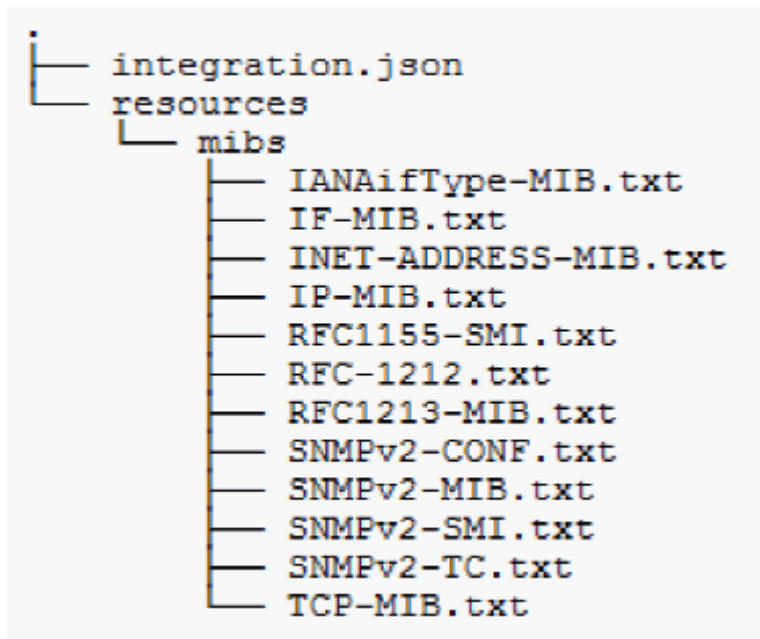 .
├── integration.json
└── resources
    └── mibs
        ├── IANAifType-MIB.txt
        ├── IF-MIB.txt
        ├── INET-ADDRESS-MIB.txt
        ├── IP-MIB.txt
        ├── RFC1155-SMI.txt
        ├── RFC-1212.txt
        ├── RFC1213-MIB.txt
        ├── SNMPv2-CONF.txt
        ├── SNMPv2-MIB.txt
        ├── SNMPv2-SMI.txt
        ├── SNMPv2-TC.txt
        └── TCP-MIB.txt